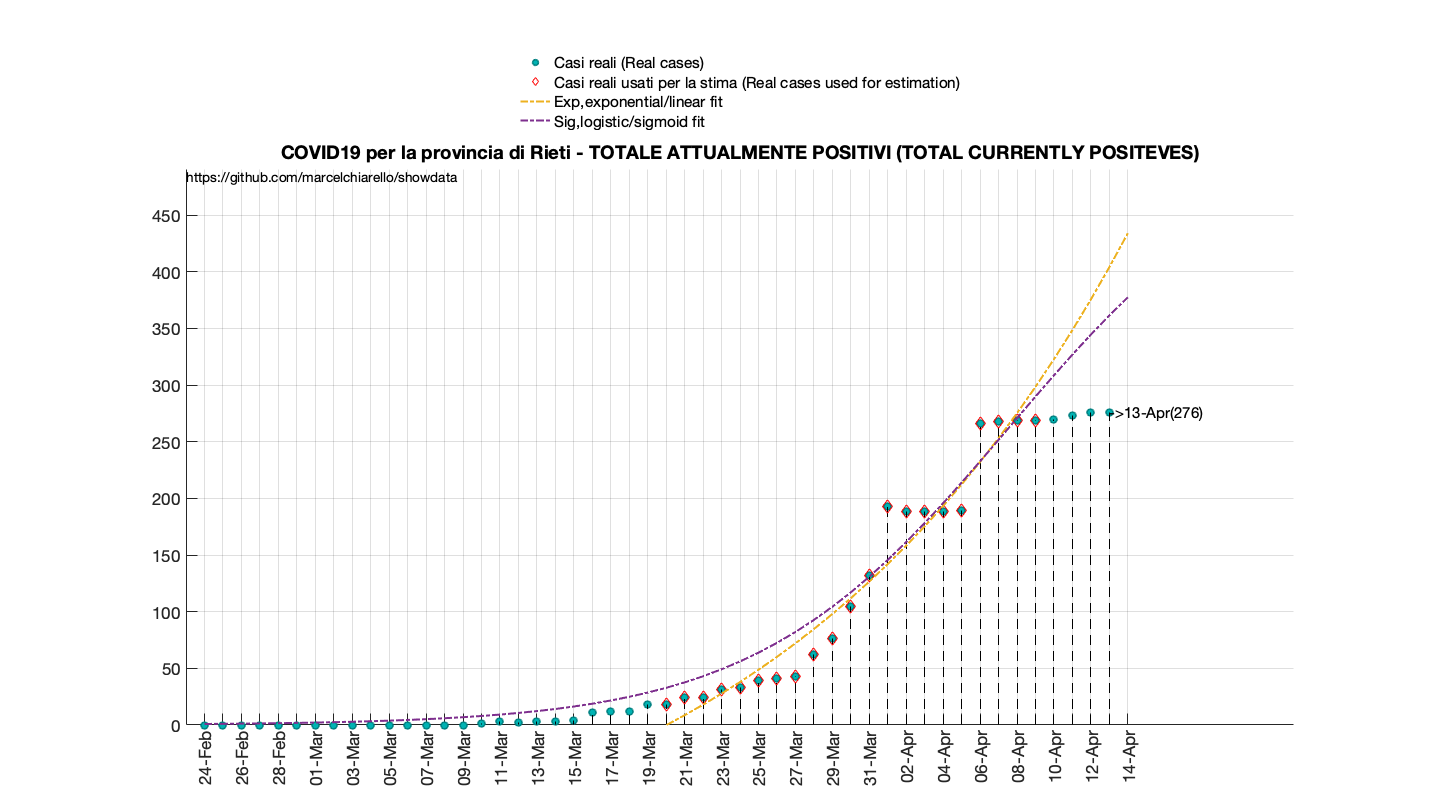 Casi reali (Real cases)
Casi reali usati per la stima (Real cases used for estimation)
Exp,exponential/linear fit
Sig,logistic/sigmoid fit
COVID19 per la provincia di Rieti - TOTALE ATTUALMENTE POSITIVI (TOTAL CURRENTLY POSITEVES)
https://github.com/marcelchiarello/showdata
450
400
350
300
250
200
150
100
50
0
>13-Apr(276)
24-Feb
26-Feb
28-Feb
01-Mar
03-Mar
05-Mar
07-Mar
09-Mar
11-Mar
13-Mar
15-Mar
17-Mar
19-Mar
21-Mar
23-Mar
25-Mar
27-Mar
29-Mar
31-Mar
02-Apr
04-Apr
06-Apr
08-Apr
10-Apr
12-Apr
14-Apr